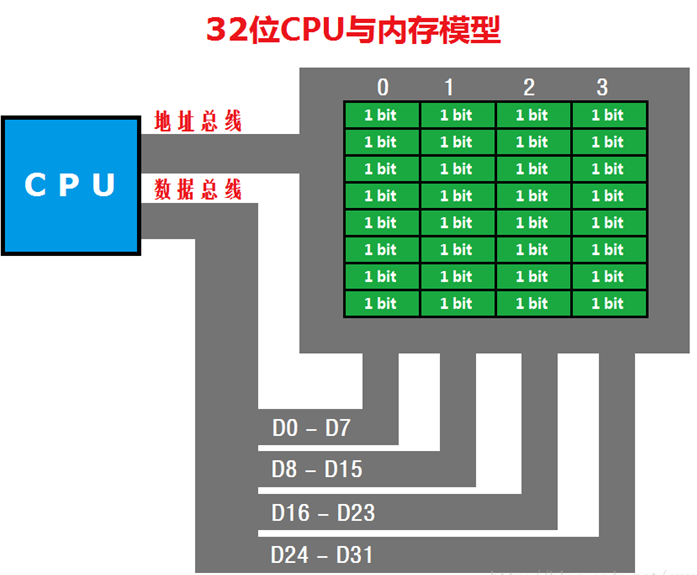 32位CPU与内存模型
0 1 2 3
地址总线
CPU
数据总线
1 bit 1 bit 1 bit 1 bit
1 bit 1 bit 1 bit 1 bit
1 bit 1 bit 1 bit 1 bit
1 bit 1 bit 1 bit 1 bit
1 bit 1 bit 1 bit 1 bit
1 bit 1 bit 1 bit 1 bit
1 bit 1 bit 1 bit 1 bit
1 bit 1 bit 1 bit 1 bit
D0 - D7
D8 - D15
D16 - D23
D24 - D31